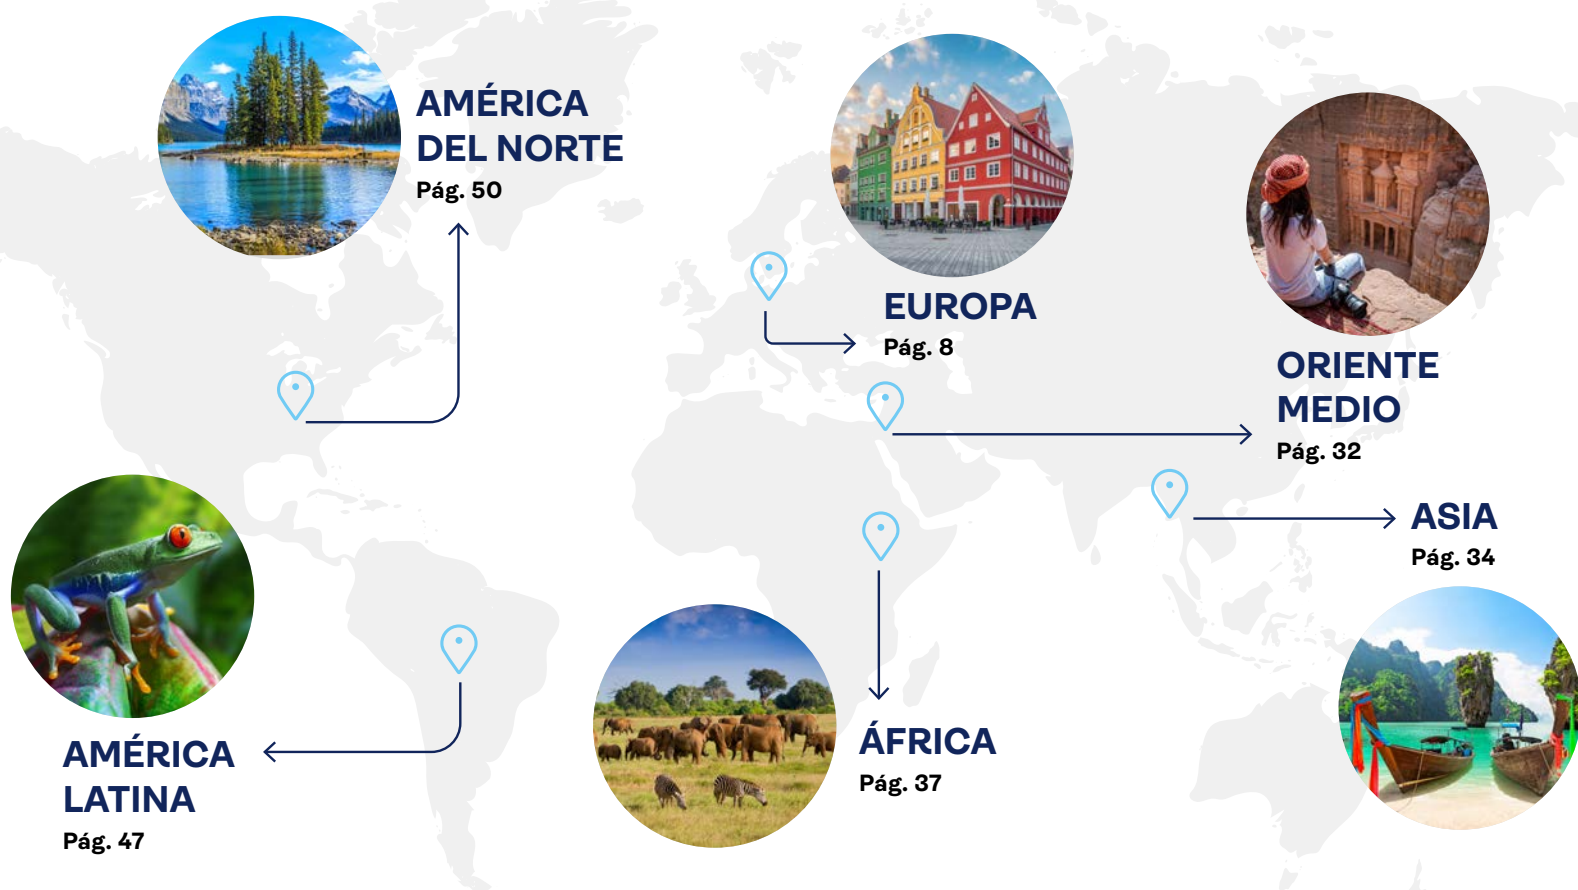 AMÉRICA
DEL NORTE
Pág. 50
EUROPA
Pág. 8
ORIENTE
MEDIO
Pág. 32
ASIA
Pág. 34
ÁFRICA
Pág. 37
AMÉRICA
LATINA
Pág. 47